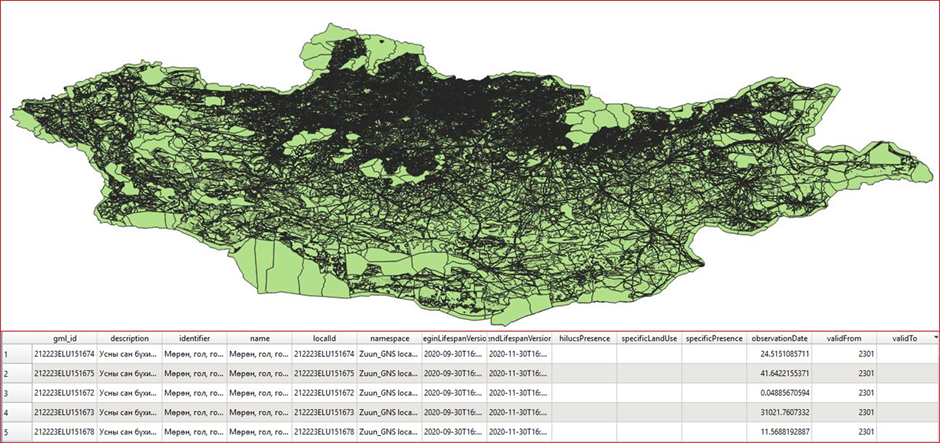 gml_id description identifier name localId namespace eginLifespanVersio endLifespanVersion hilucsPresence specificLandUse specificPresence observationDate validFrom validTo
1 212223ELU151674 Усны сан бүхи... Мөрөн, гол, го... Мөрөн, гол, го... 212223ELU151674 Zuun_GNS loca... 2020-09-30T16:... 2020-11-30T16:... 24.5151085711 2301
2 212223ELU151675 Усны сан бүхи... Мөрөн, гол, го... Мөрөн, гол, го... 212223ELU151675 Zuun_GNS loca... 2020-09-30T16:... 2020-11-30T16:... 41.6422155371 2301
3 212223ELU151672 Усны сан бүхи... Мөрөн, гол, го... Мөрөн, гол, го... 212223ELU151672 Zuun_GNS loca... 2020-09-30T16:... 2020-11-30T16:... 0.04885670594 2301
4 212223ELU151673 Усны сан бүхи... Мөрөн, гол, го... Мөрөн, гол, го... 212223ELU151673 Zuun_GNS loca... 2020-09-30T16:... 2020-11-30T16:... 31021.7607332 2301
5 212223ELU151678 Усны сан бүхи... Мөрөн, гол, го... Мөрөн, гол, го... 212223ELU151678 Zuun_GNS loca... 2020-09-30T16:... 2020-11-30T16:... 11.5688192887 2301